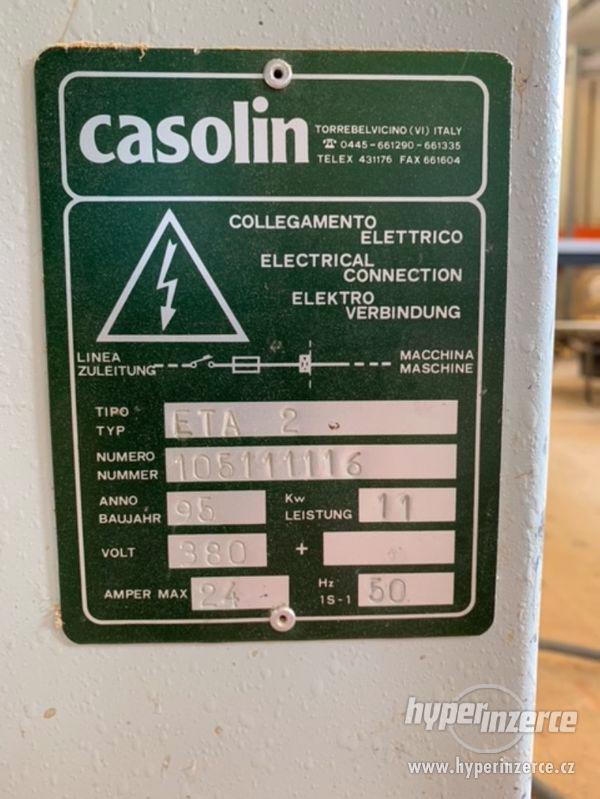 casolin
TORREBELVICINO (VI) ITALY
☎ 0445-661290-661335
TELEX 431176 FAX 661604
COLLEGAMENTO
ELETTRICO
ELECTRICAL
CONNECTION
ELEKTRO
VERBINDUNG
LINEA
ZULEITUNG
MACCHINA
MASCHINE
TIPO
TYP
ETA 2
NUMERO
NUMMER
105111116
ANNO
BAUJAHR
95
Kw
LEISTUNG
11
VOLT
380
+
AMPER MAX
24
Hz
1S-1
50
hyperinzerce
www.hyperinzerce.cz